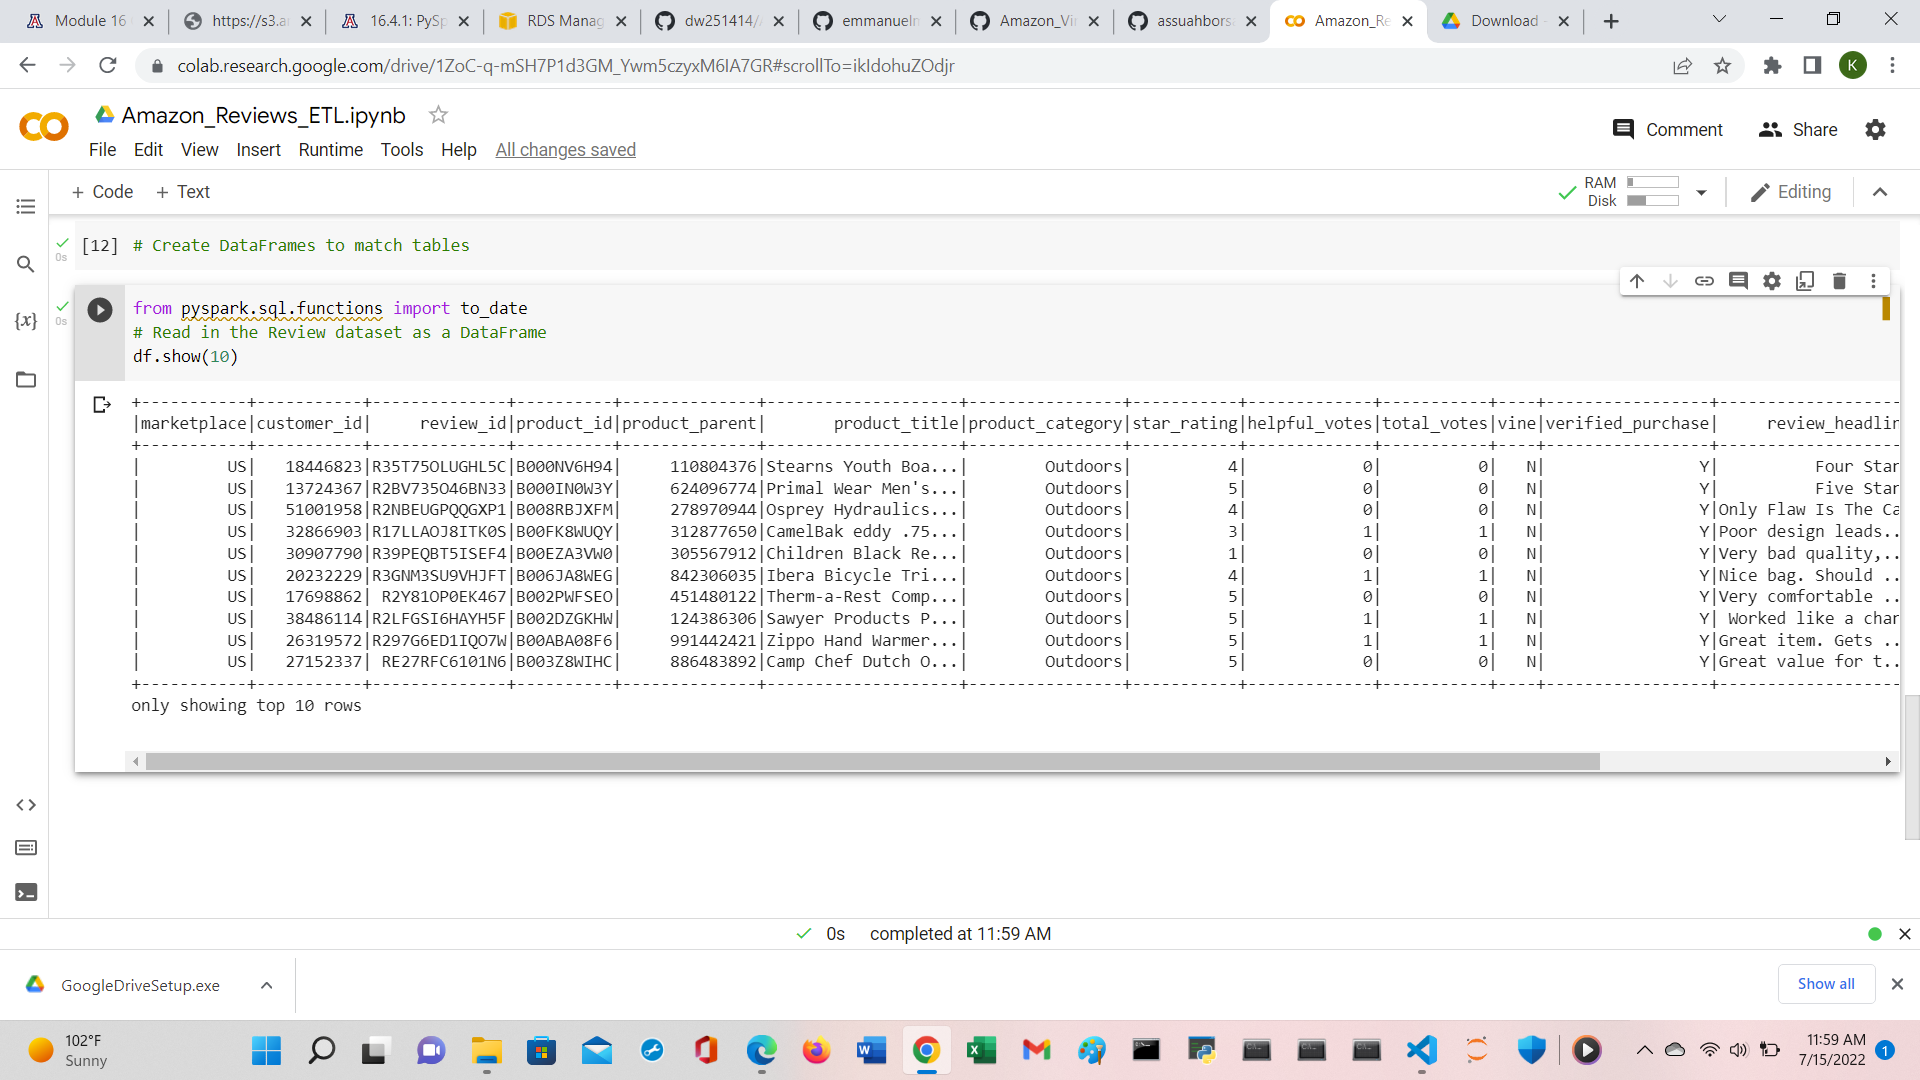 Module 16
https://s3.ar
16.4.1: PySp
RDS Manag
dw251414/
emmanueln
Amazon_Vi
assuahbors
Amazon_Re
Download -
colab.research.google.com/drive/1ZoC-q-mSH7P1d3GM_Ywm5czyxM6IA7GR#scrollTo=ikIdohuZOdjr
K
Amazon_Reviews_ETL.ipynb
Comment
Share
File Edit View Insert Runtime Tools Help All changes saved
+ Code + Text
RAM
Disk
Editing
[12] # Create DataFrames to match tables
0s
from pyspark.sql.functions import to_date
0s
# Read in the Review dataset as a DataFrame
df.show(10)
+-----------+-----------+--------------+----------+--------------+--------------------+----------------+-----------+-------------+-----------+----+-----------------+-------------------
|marketplace|customer_id|     review_id|product_id|product_parent|       product_title|product_category|star_rating|helpful_votes|total_votes|vine|verified_purchase|     review_headlin
+-----------+-----------+--------------+----------+--------------+--------------------+----------------+-----------+-------------+-----------+----+-----------------+-------------------
|         US|   18446823|R35T75OLUGHL5C|B000NV6H94|     110804376|Stearns Youth Boa...|        Outdoors|          4|            0|          0|   N|                Y|          Four Star
|         US|   13724367|R2BV735O46BN33|B000IN0W3Y|     624096774|Primal Wear Men's...|        Outdoors|          5|            0|          0|   N|                Y|          Five Star
|         US|   51001958|R2NBEUGPQQGXP1|B008RBJXFM|     278970944|Osprey Hydraulics...|        Outdoors|          4|            0|          0|   N|                Y|Only Flaw Is The Ca
|         US|   32866903|R17LLAOJ8ITK0S|B00FK8WUQY|     312877650|CamelBak eddy .75...|        Outdoors|          3|            1|          1|   N|                Y|Poor design leads..
|         US|   30907790|R39PEQBT5ISEF4|B00EZA3VW0|     305567912|Children Black Re...|        Outdoors|          1|            0|          0|   N|                Y|Very bad quality,..
|         US|   20232229|R3GNM3SU9VHJFT|B006JA8WEG|     842306035|Ibera Bicycle Tri...|        Outdoors|          4|            1|          1|   N|                Y|Nice bag. Should ..
|         US|   17698862| R2Y81OP0EK467|B002PWFSEO|     451480122|Therm-a-Rest Comp...|        Outdoors|          5|            0|          0|   N|                Y|Very comfortable ..
|         US|   38486114|R2LFGSI6HAYH5F|B002DZGKHW|     124386306|Sawyer Products P...|        Outdoors|          5|            1|          1|   N|                Y| Worked like a char
|         US|   26319572|R297G6ED1IQO7W|B00ABA08F6|     991442421|Zippo Hand Warmer...|        Outdoors|          5|            1|          1|   N|                Y|Great item. Gets ..
|         US|   27152337| RE27RFC6101N6|B003Z8WIHC|     886483892|Camp Chef Dutch O...|        Outdoors|          5|            0|          0|   N|                Y|Great value for t..
+-----------+-----------+--------------+----------+--------------+--------------------+----------------+-----------+-------------+-----------+----+-----------------+-------------------
only showing top 10 rows
0s completed at 11:59 AM
GoogleDriveSetup.exe
Show all
102°F
Sunny
11:59 AM
7/15/2022
1